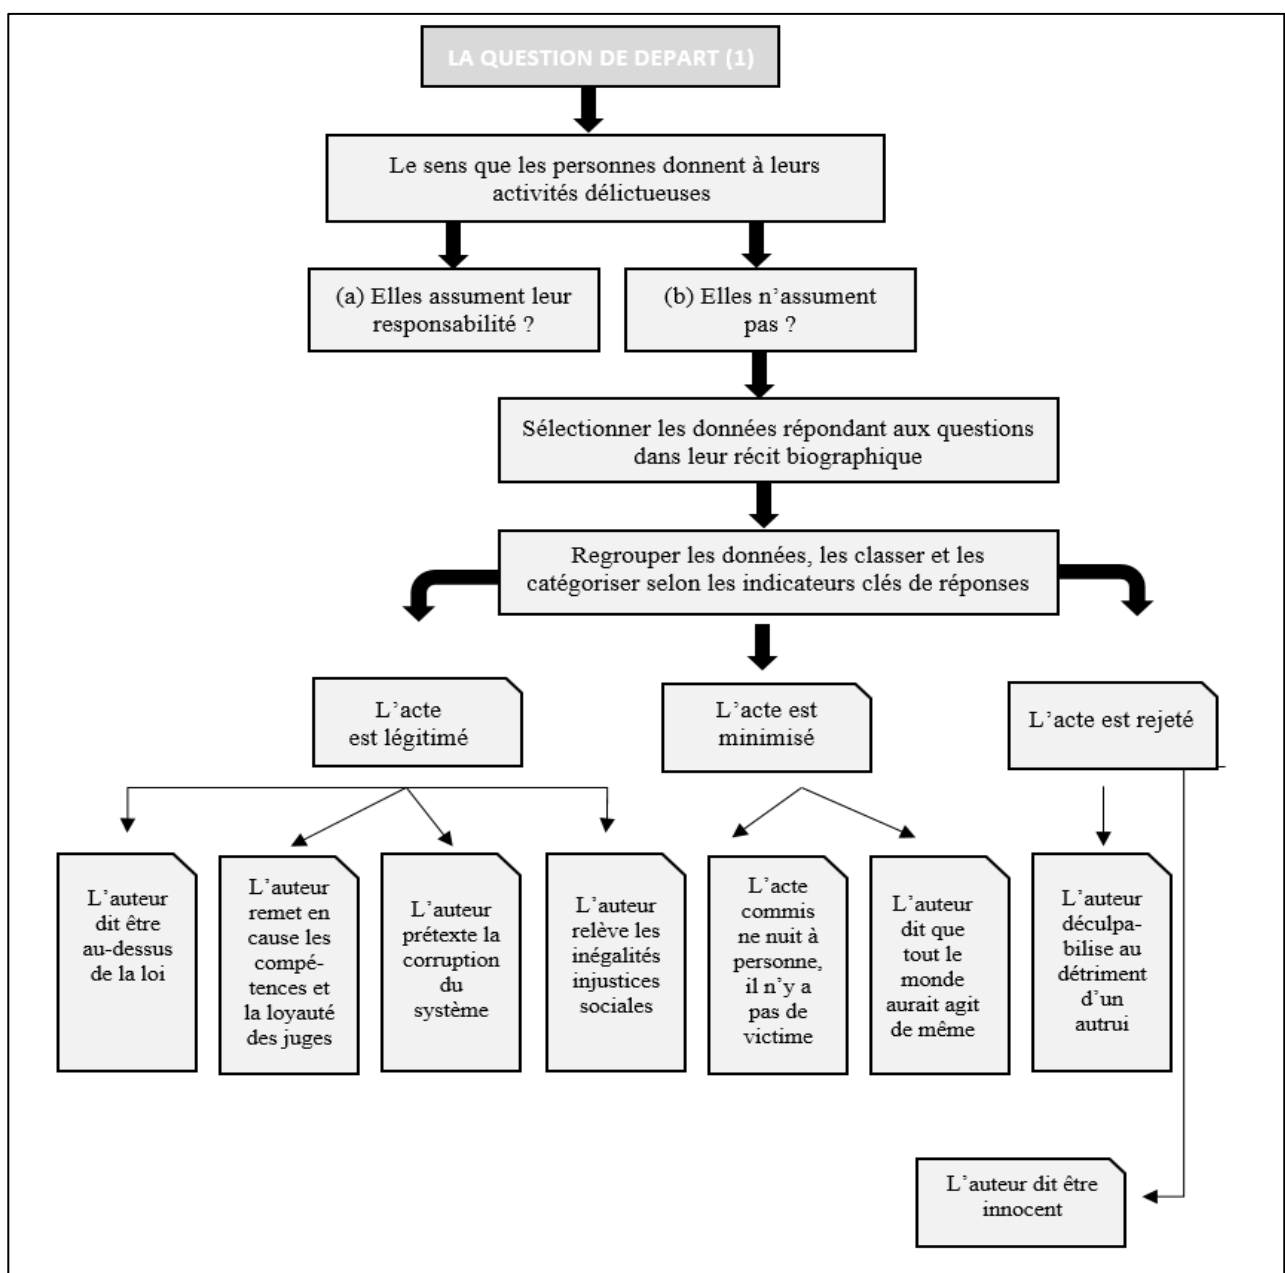 LA QUESTION DE DEPART (1)
Le sens que les personnes donnent à leurs
activités délictueuses
(a) Elles assument leur
responsabilité ?
(b) Elles n’assument
pas ?
Sélectionner les données répondant aux questions
dans leur récit biographique
Regrouper les données, les classer et les
catégoriser selon les indicateurs clés de réponses
L’acte
est légitimé
L’acte est
minimisé
L’acte est rejeté
L’auteur
dit être
au-dessus
de la loi
L’auteur
remet en
cause les
compé-
tences et
la loyauté
des juges
L’auteur
prétexte la
corruption
du
système
L’auteur
relève les
inégalités
injustices
sociales
L’acte
commis
ne nuit à
personne,
il n’y a
pas de
victime
L’auteur
dit que
tout le
monde
aurait agit
de même
L’auteur
déculpa-
bilise au
détriment
d’un
autrui
L’auteur dit être
innocent